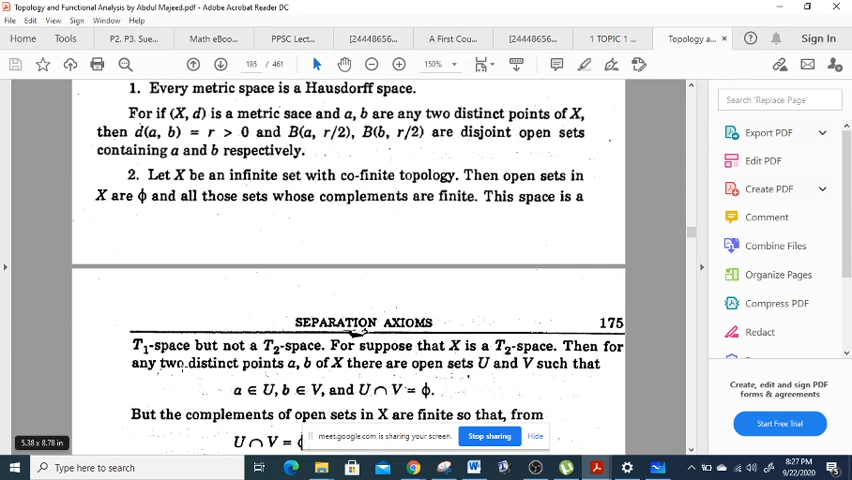 Topology and Functional Analysis by Abdul Majeed.pdf - Adobe Acrobat Reader DC
File Edit View Sign Window Help
Home Tools P2, P3. Sue... Math eBoo... PPSC Lect... [24448656... A First Cour... [24448656... 1 TOPIC 1 ... Topology a... Sign In
185 / 461 150%
1. Every metric space is a Hausdorff space.
For if (X, d) is a metric sace and a, b are any two distinct points of X,
then d(a, b) = r > 0 and B(a, r/2), B(b, r/2) are disjoint open sets
containing a and b respectively.
2. Let X be an infinite set with co-finite topology. Then open sets in
X are ϕ and all those sets whose complements are finite. This space is a
SEPARATION AXIOMS 175
T₁-space but not a T₂-space. For suppose that X is a T₂-space. Then for
any two distinct points a, b of X there are open sets U and V such that
a ∈ U, b ∈ V, and U ∩ V = ϕ.
But the complements of open sets in X are finite so that, from
U ∩ V = ϕ
meet.google.com is sharing your screen. Stop sharing Hide
5.38 x 8.78 in
Search 'Replace Page'
Export PDF
Edit PDF
Create PDF
Comment
Combine Files
Organize Pages
Compress PDF
Redact
Create, edit and sign PDF
forms & agreements
Start Free Trial
Type here to search
8:27 PM
9/22/2020